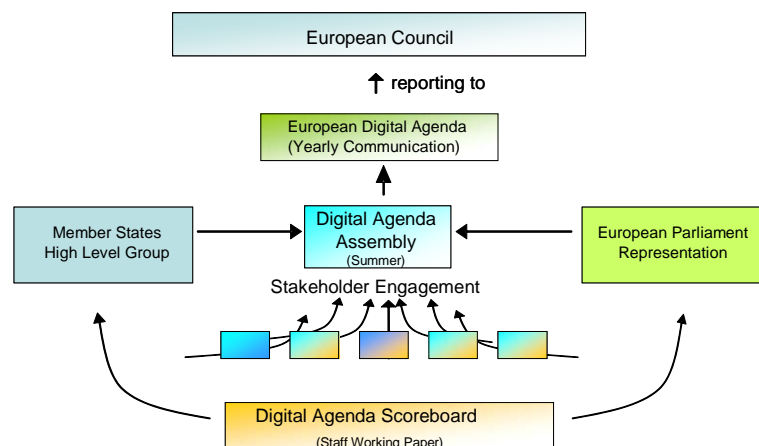 European Council
reporting to
European Digital Agenda
(Yearly Communication)
Digital Agenda
Assembly
(Summer)
Member States
High Level Group
European Parliament
Representation
Stakeholder Engagement
Digital Agenda Scoreboard
(Staff Working Paper)